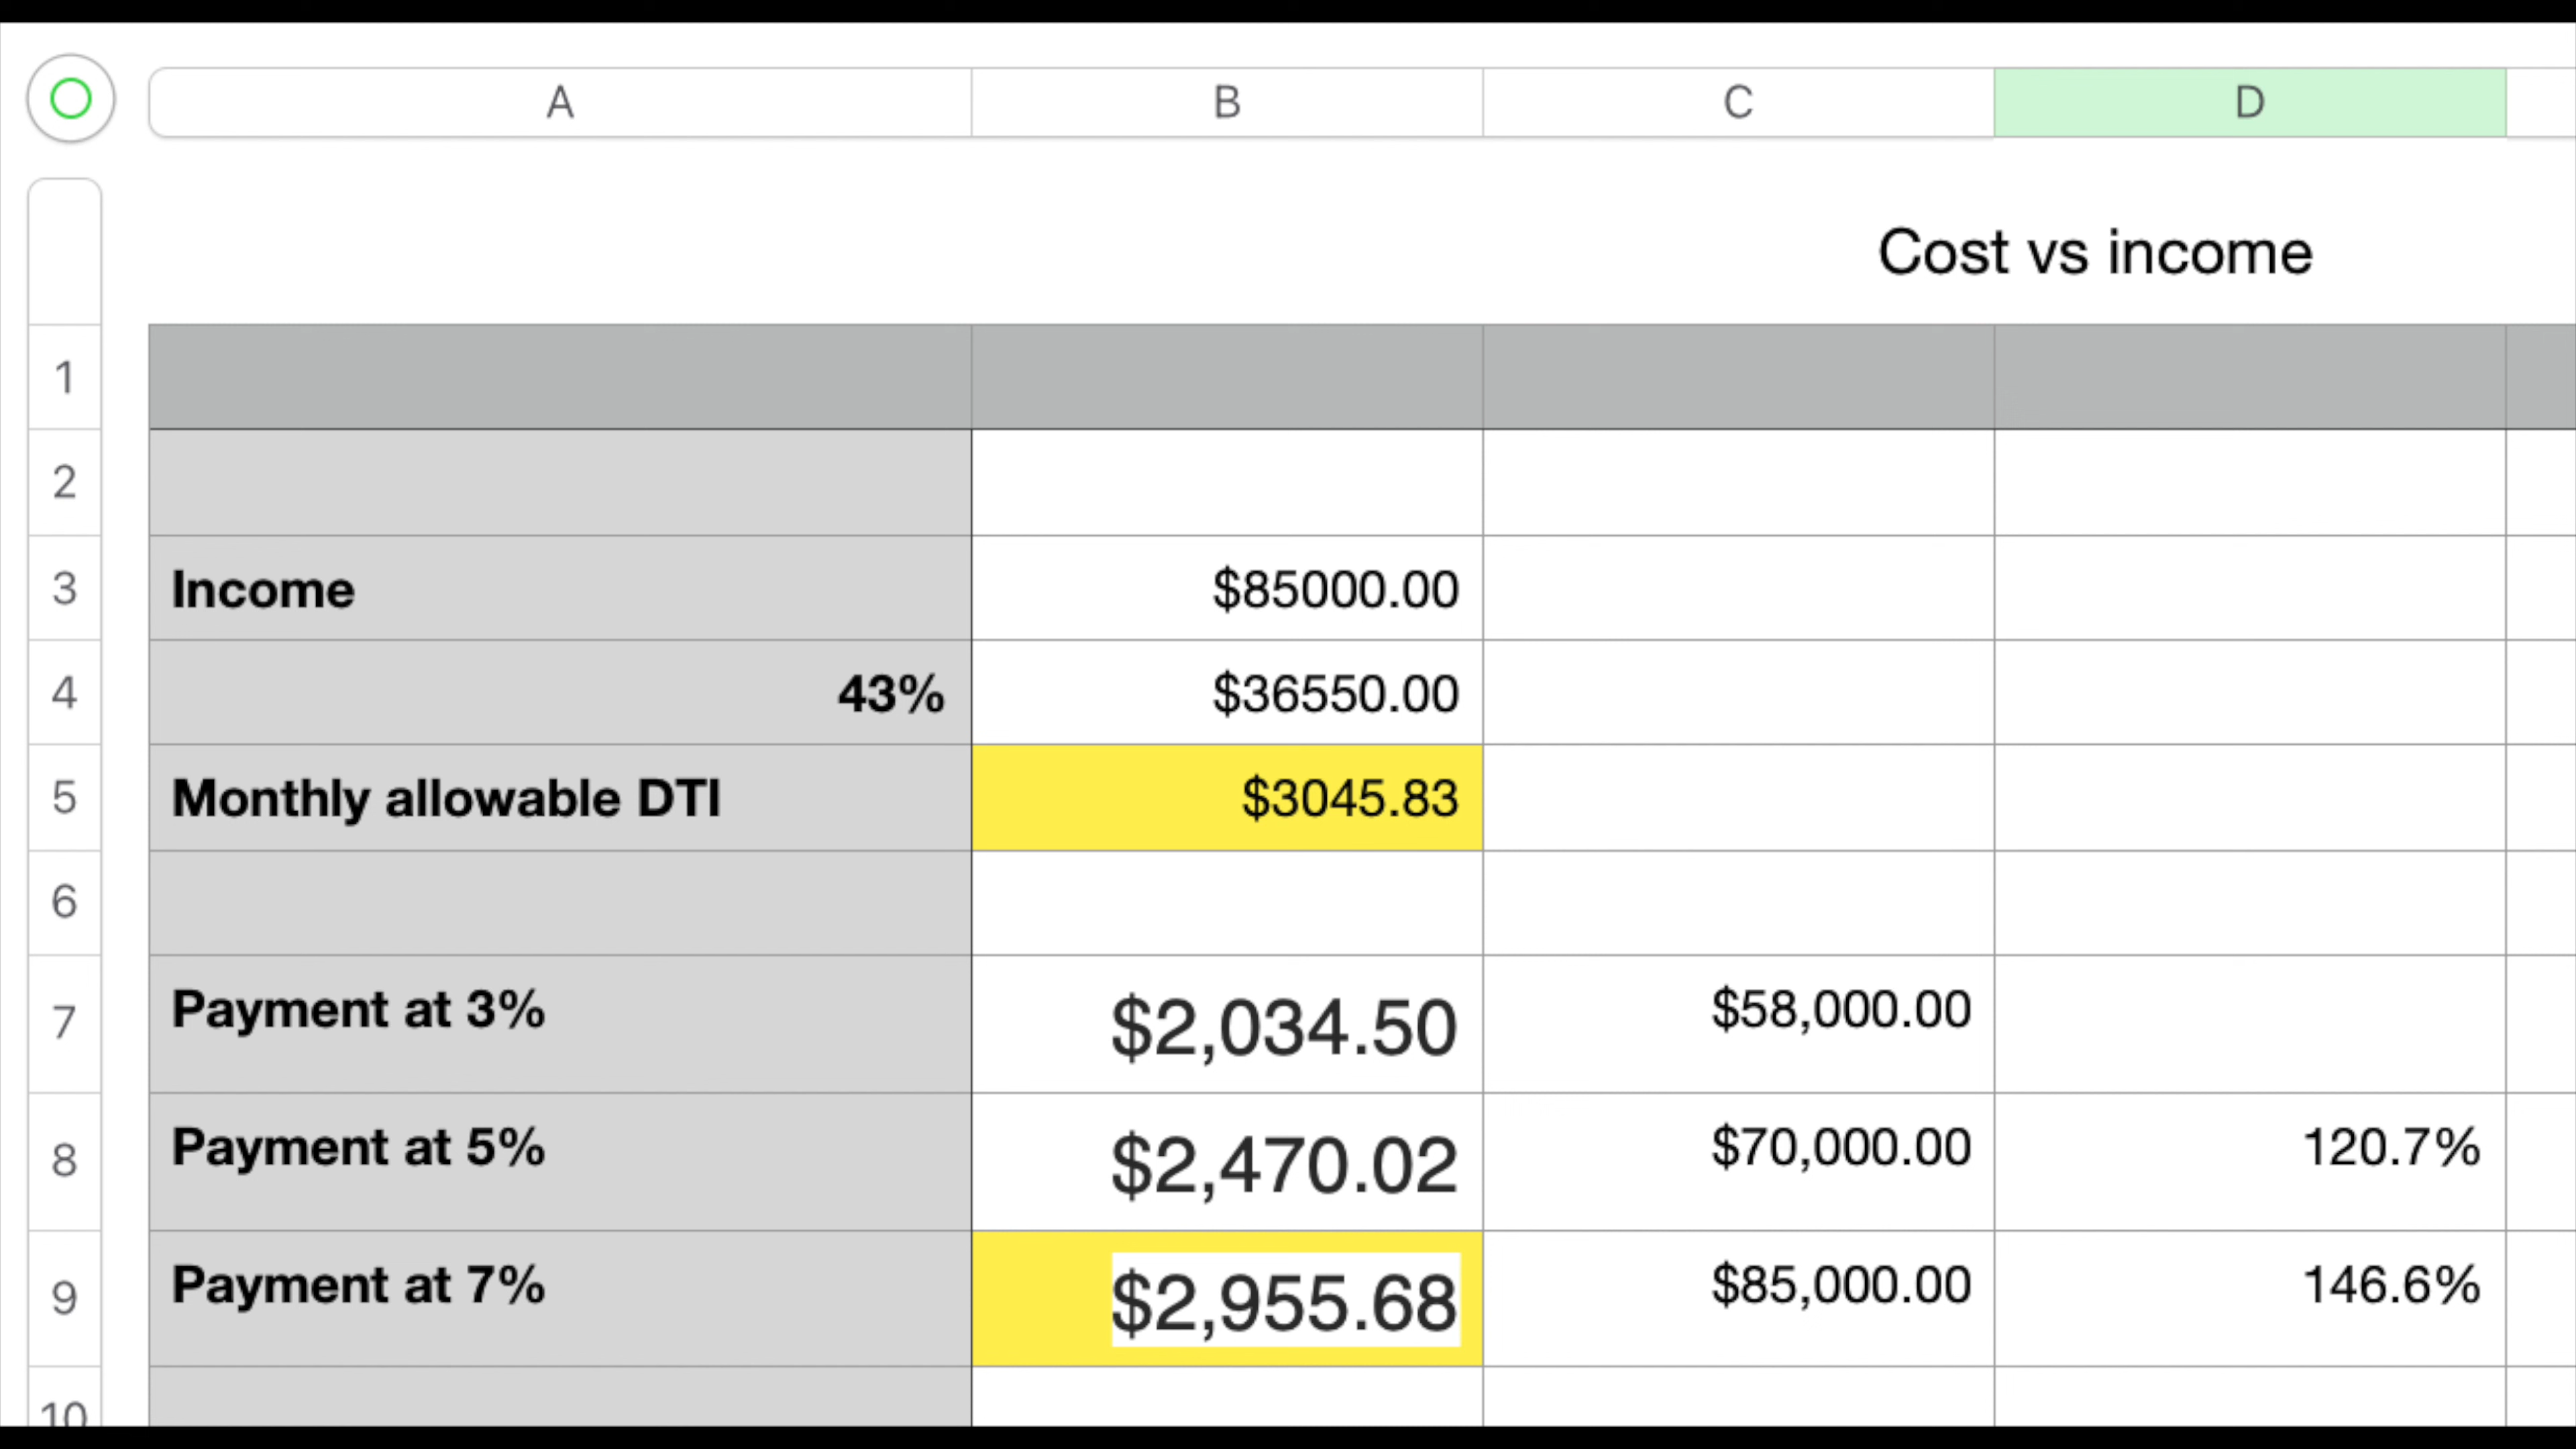 A B C D
Cost vs income
1
2
3 Income $85000.00
4 43% $36550.00
5 Monthly allowable DTI $3045.83
6
7 Payment at 3% $2,034.50 $58,000.00
8 Payment at 5% $2,470.02 $70,000.00 120.7%
9 Payment at 7% $2,955.68 $85,000.00 146.6%
10